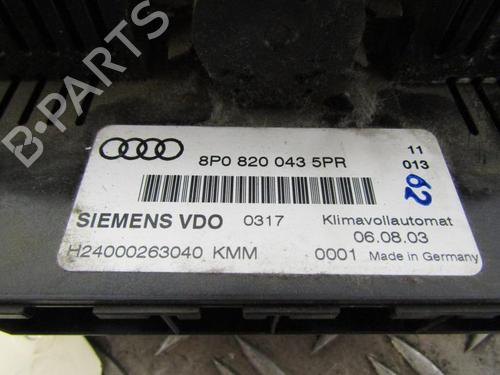 8P0 820 043 5PR
11
013
62
SIEMENS VDO 0317 Klimavollautomat
06.08.03
H24000263040 KMM 0001 Made in Germany
B-Parts